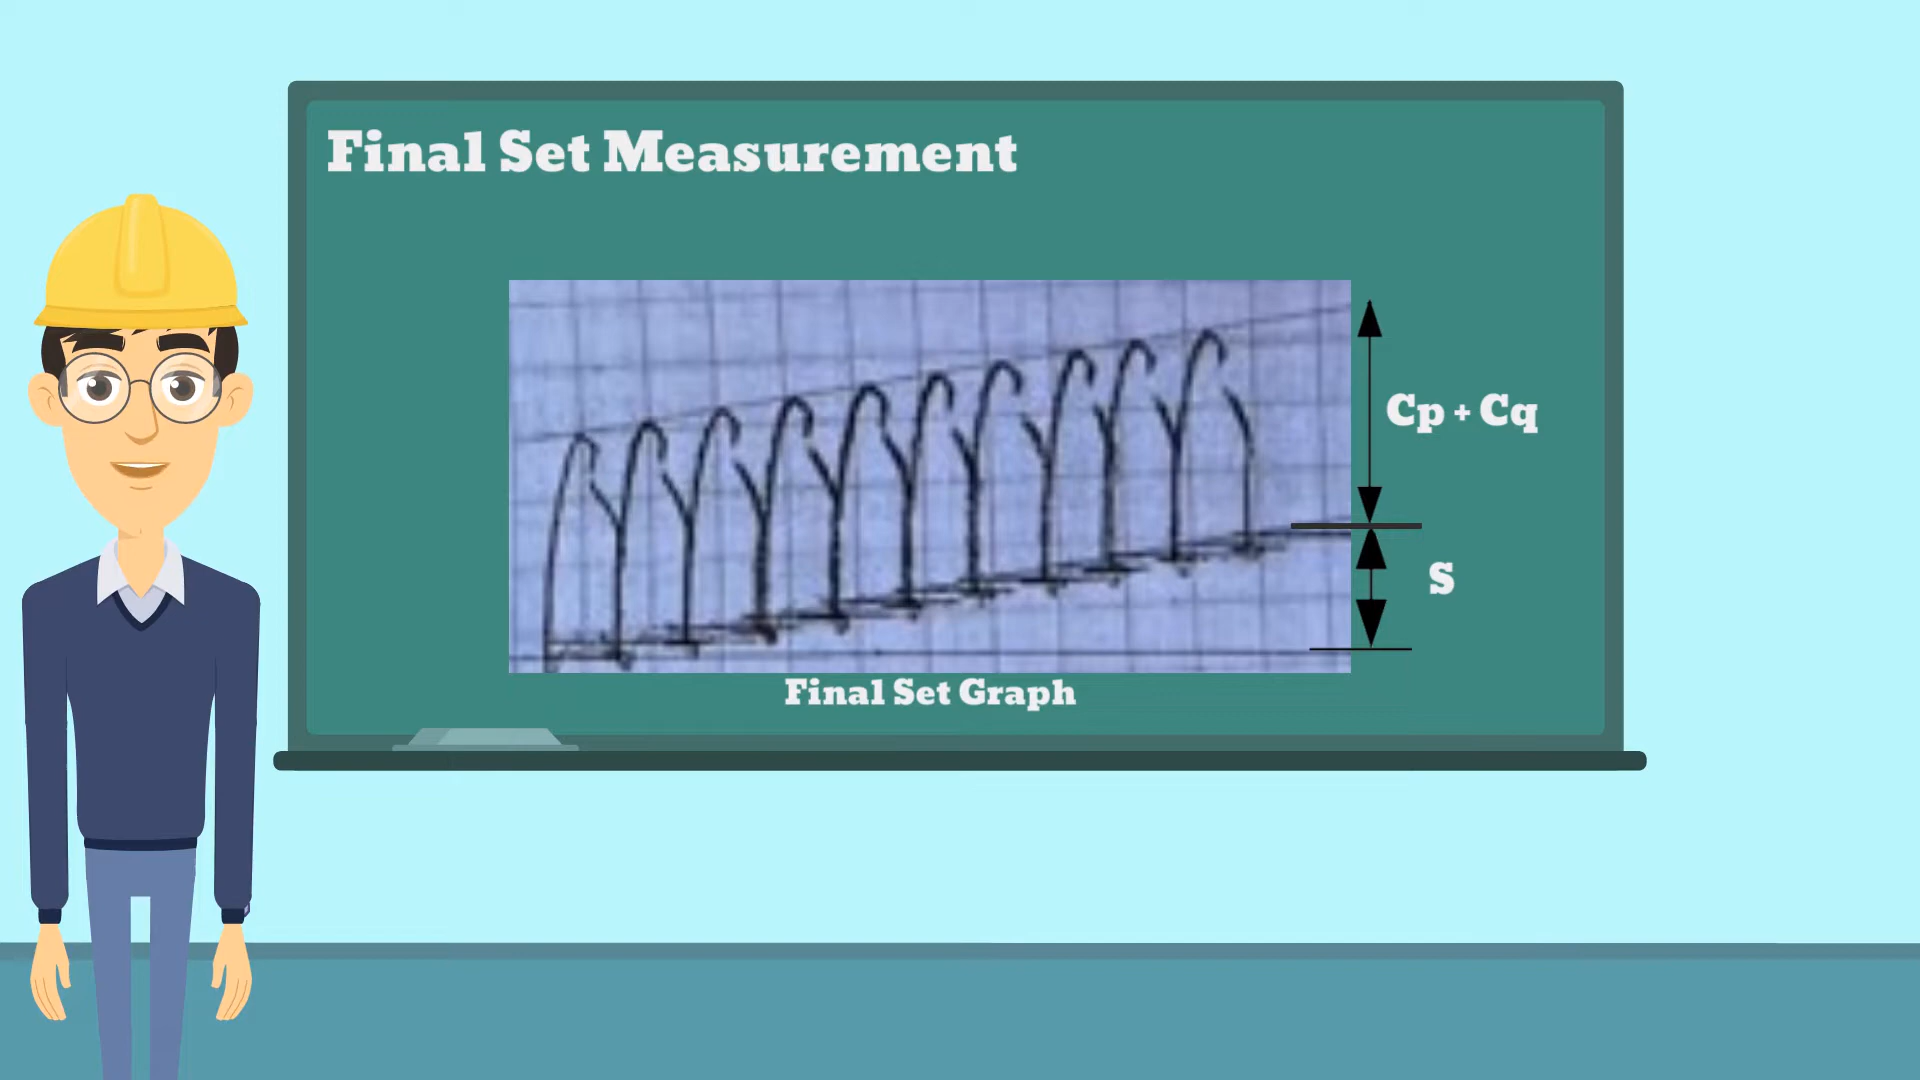 Final Set Measurement
Cp + Cq
S
Final Set Graph